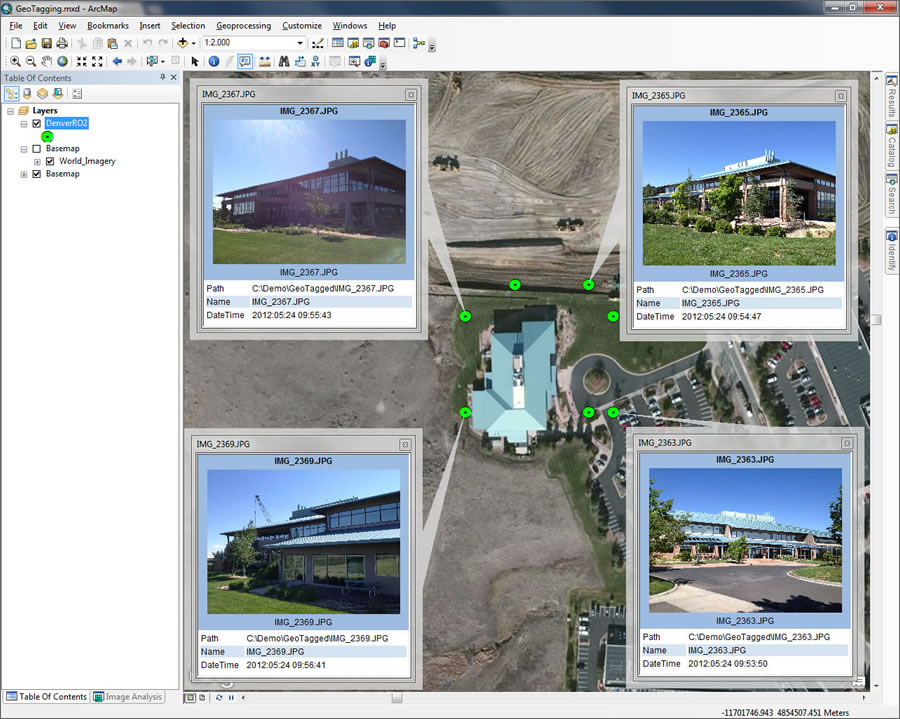 GeoTagging.mxd - ArcMap
File Edit View Bookmarks Insert Selection Geoprocessing Customize Windows Help
1:2.000
Table Of Contents
Layers
DenverRO2
Basemap
World_Imagery
Basemap
IMG_2367.JPG
IMG_2367.JPG
IMG_2367.JPG
Path C:\Demo\GeoTagged\IMG_2367.JPG
Name IMG_2367.JPG
DateTime 2012:05:24 09:55:43
IMG_2365.JPG
IMG_2365.JPG
IMG_2365.JPG
Path C:\Demo\GeoTagged\IMG_2365.JPG
Name IMG_2365.JPG
DateTime 2012:05:24 09:54:47
IMG_2369.JPG
IMG_2369.JPG
IMG_2369.JPG
Path C:\Demo\GeoTagged\IMG_2369.JPG
Name IMG_2369.JPG
DateTime 2012:05:24 09:56:41
IMG_2363.JPG
IMG_2363.JPG
IMG_2363.JPG
Path C:\Demo\GeoTagged\IMG_2363.JPG
Name IMG_2363.JPG
DateTime 2012:05:24 09:53:50
Results
Catalog
Search
Identify
Table Of Contents Image Analysis
-11701746.943 4854507.451 Meters